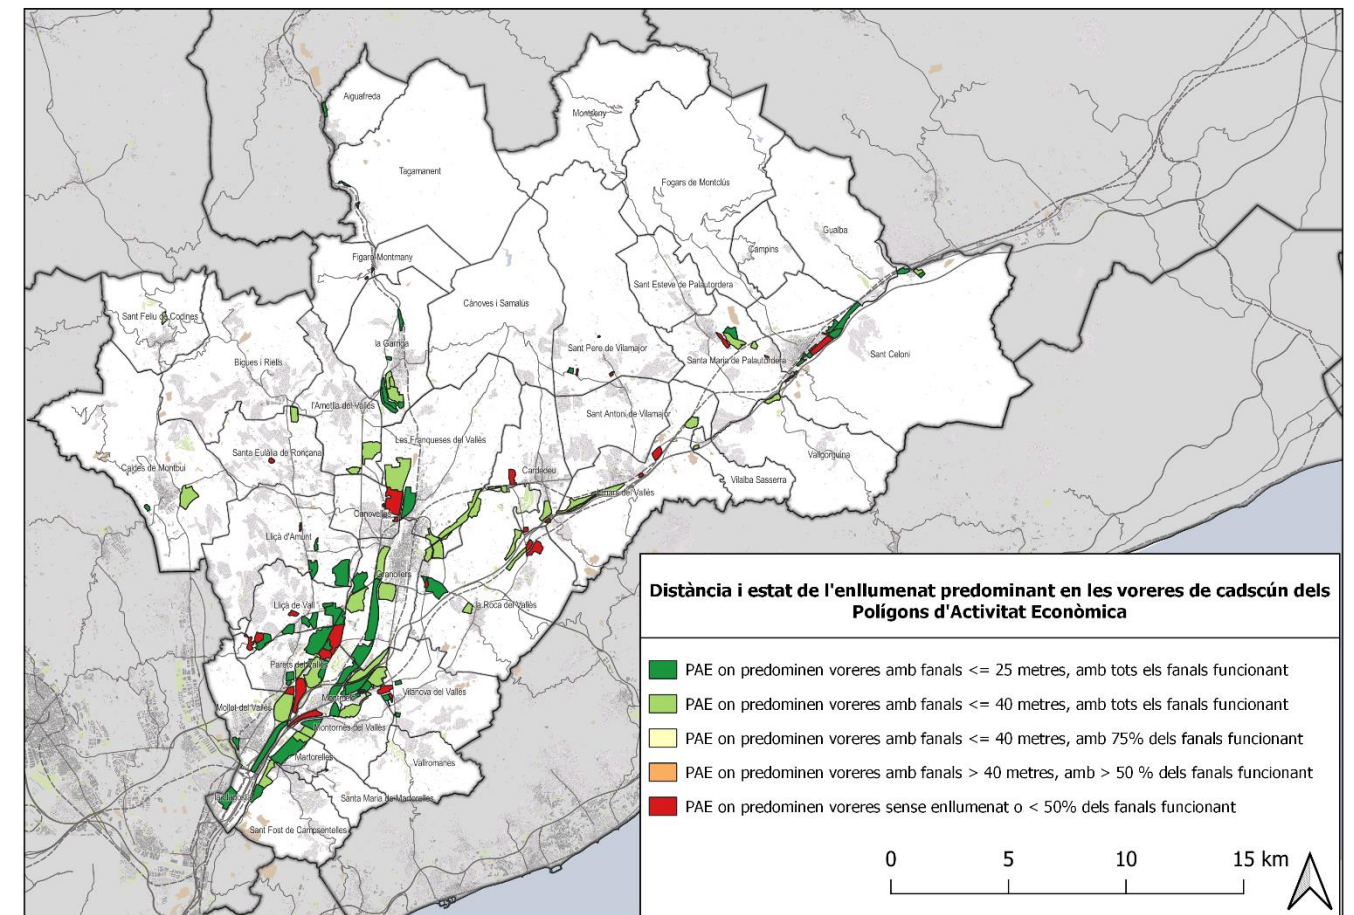 Aiguafreda
Montseny
Tagamanent
Fogars de Montclús
Gualba
Campins
Figaró-Montmany
Sant Esteve de Palautordera
Cànoves i Samalús
Sant Feliu de Codines
la Garriga
Sant Pere de Vilamajor
Sant Celoni
Bigues i Riells
Santa Maria de Palautordera
l'Ametlla del Vallès
Sant Antoni de Vilamajor
Les Franqueses del Vallès
Santa Eulàlia de Ronçana
Vallgorguina
Caldes de Montbui
Cardedeu
Vilalba Sasserra
Llinars del Vallès
Canovelles
Lliçà d'Amunt
Granollers
Lliçà de Vall
la Roca del Vallès
Parets del Vallès
Vilanova del Vallès
Montmeló
Mollet del Vallès
Montornès del Vallès
Martorelles
Vallromanes
la Llagosta
Santa Maria de Martorelles
Sant Fost de Campsentelles
Distància i estat de l'enllumenat predominant en les voreres de cadscún dels
Polígons d'Activitat Econòmica
PAE on predominen voreres amb fanals <= 25 metres, amb tots els fanals funcionant
PAE on predominen voreres amb fanals <= 40 metres, amb tots els fanals funcionant
PAE on predominen voreres amb fanals <= 40 metres, amb 75% dels fanals funcionant
PAE on predominen voreres amb fanals > 40 metres, amb > 50 % dels fanals funcionant
PAE on predominen voreres sense enllumenat o < 50% dels fanals funcionant
0 5 10 15 km